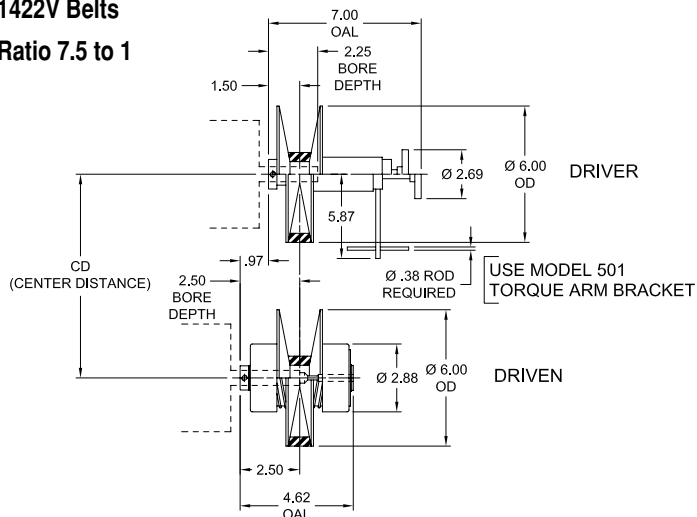 1422V Belts
Ratio 7.5 to 1
7.00
OAL
2.25
BORE
DEPTH
1.50
Ø 2.69
Ø 6.00
OD
DRIVER
5.87
CD
(CENTER DISTANCE)
.97
2.50
BORE
DEPTH
Ø .38 ROD
REQUIRED
USE MODEL 501
TORQUE ARM BRACKET
Ø 2.88
Ø 6.00
OD
DRIVEN
2.50
4.62
OAL